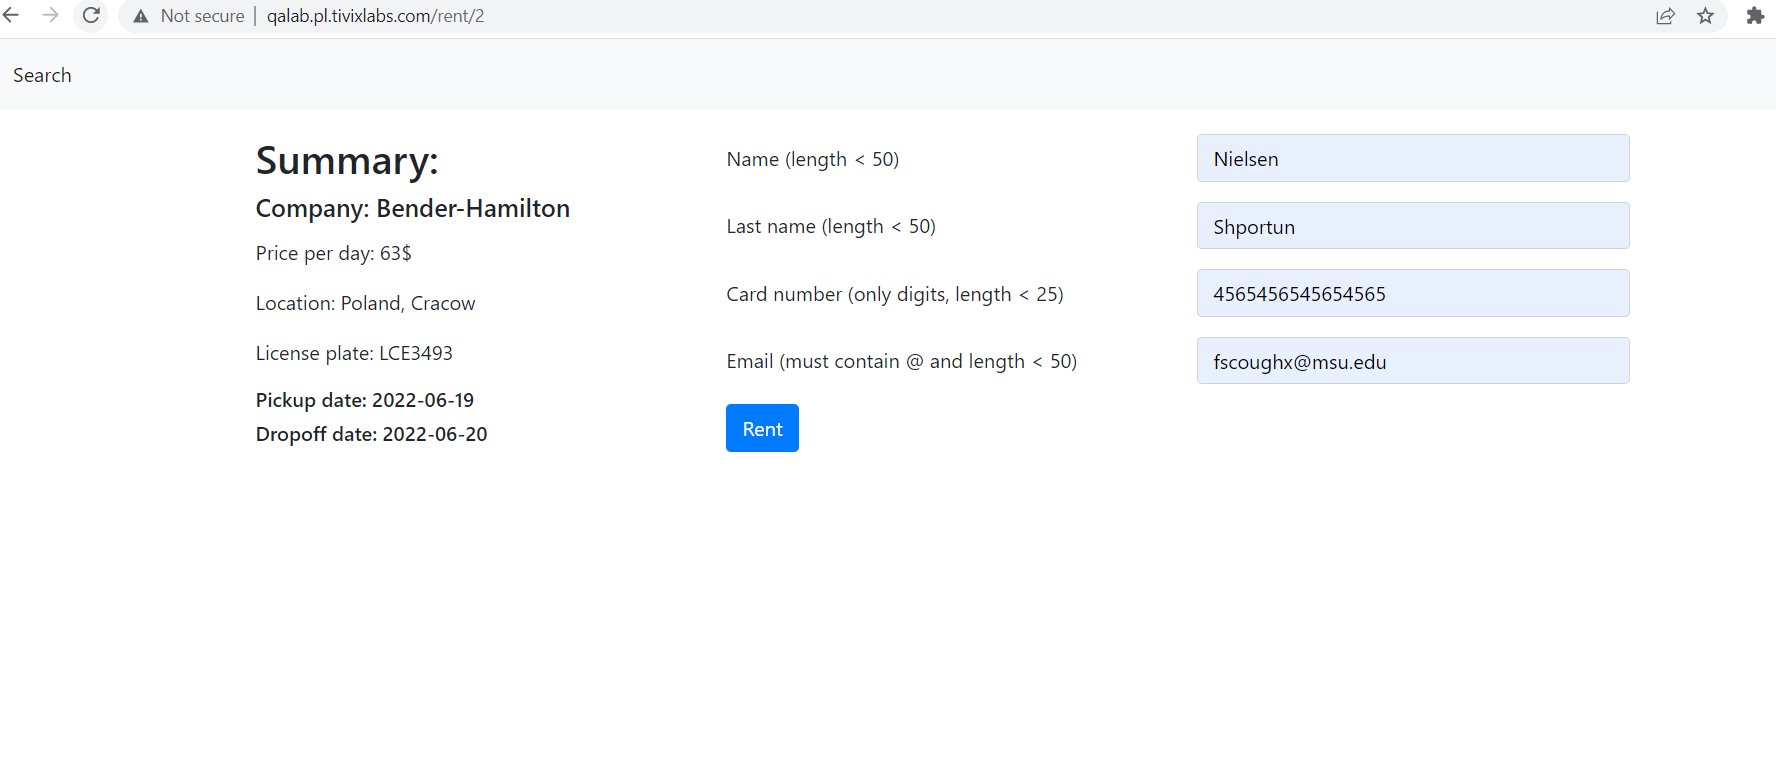 Not secure | qalab.pl.tivixlabs.com/rent/2
Search
Summary:
Company: Bender-Hamilton
Price per day: 63$
Location: Poland, Cracow
License plate: LCE3493
Pickup date: 2022-06-19
Dropoff date: 2022-06-20
Name (length < 50)
Nielsen
Last name (length < 50)
Shportun
Card number (only digits, length < 25)
4565456545654565
Email (must contain @ and length < 50)
fscoughx@msu.edu
Rent